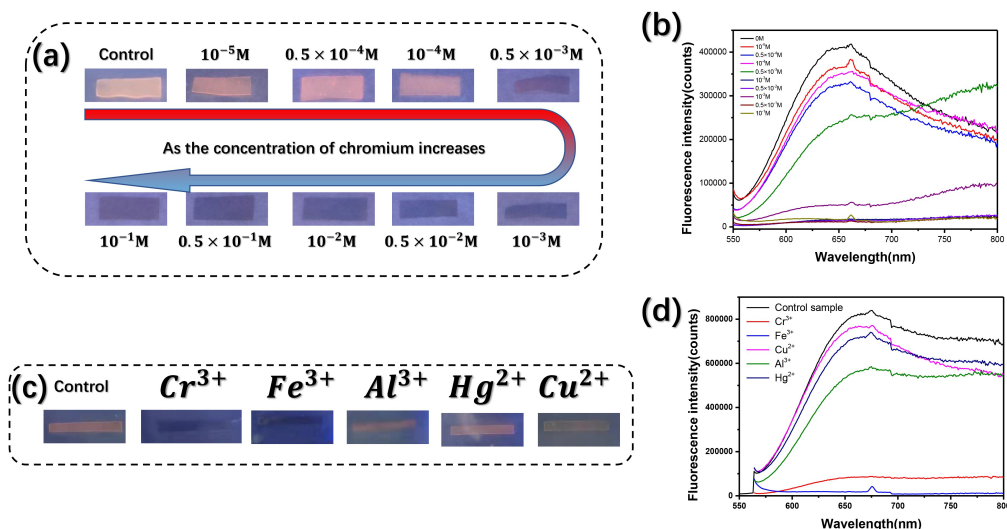 (a)
Control
10⁻⁵M
0.5 × 10⁻⁴M
10⁻⁴M
0.5 × 10⁻³M
As the concentration of chromium increases
10⁻¹M
0.5 × 10⁻¹M
10⁻²M
0.5 × 10⁻²M
10⁻³M
(b)
Fluorescence intensity(counts)
400000
300000
200000
100000
0
550
600
650
700
750
800
Wavelength(nm)
0M
(c)
Control
Cr³⁺
Fe³⁺
Al³⁺
Hg²⁺
Cu²⁺
(d)
Fluorescence intensity(counts)
800000
600000
400000
200000
0
550
600
650
700
750
800
Wavelength(nm)
Control sample
Cr³⁺
Fe³⁺
Cu²⁺
Al³⁺
Hg²⁺